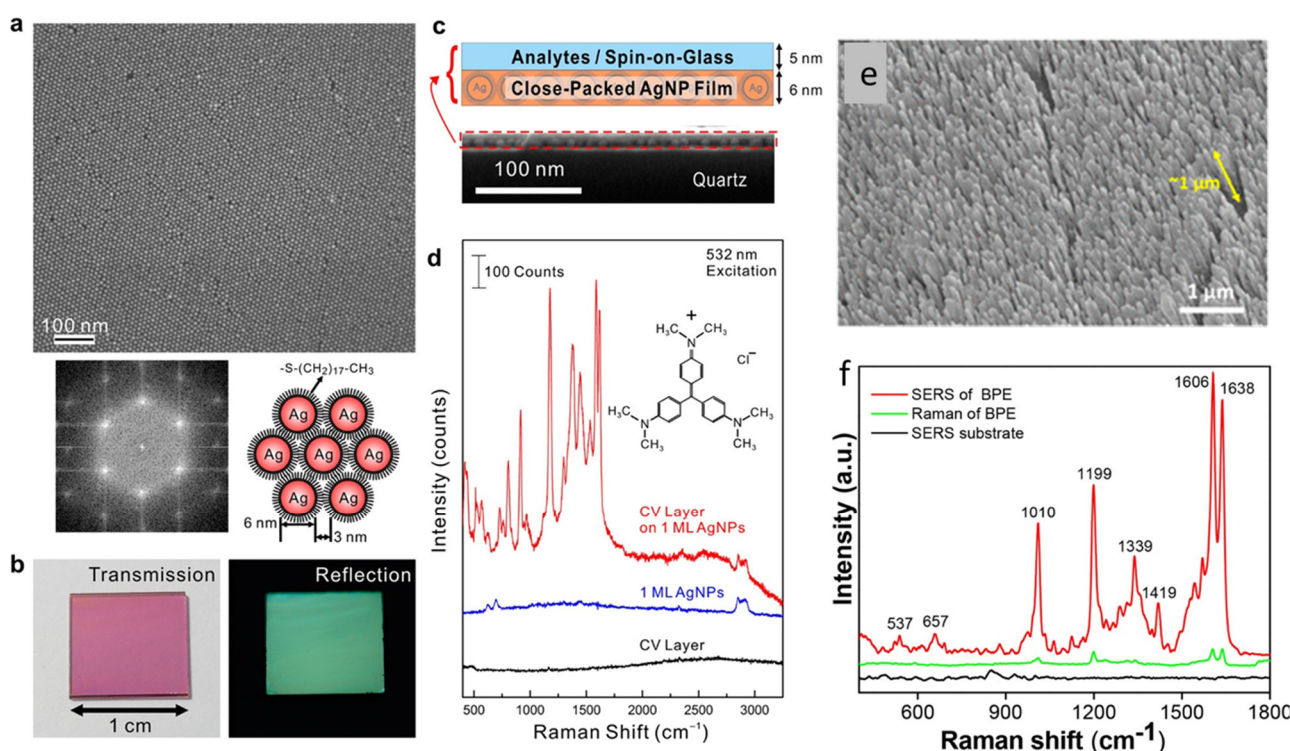 a
100 nm
-S-(CH₂)₁₇-CH₃
Ag Ag
Ag Ag Ag
Ag Ag
6 nm
3 nm
b
Transmission
Reflection
1 cm
c
Analytes / Spin-on-Glass
5 nm
Ag Close-Packed AgNP Film Ag
6 nm
100 nm
Quartz
d
100 Counts
532 nm
Excitation
+
H₃C N CH₃
Cl⁻
H₃C N N CH₃
CH₃ CH₃
CV Layer
on 1 ML AgNPs
1 ML AgNPs
CV Layer
Intensity (counts)
500 1000 1500 2000 2500 3000
Raman Shift (cm⁻¹)
e
~1 μm
1 μm
f
SERS of BPE
Raman of BPE
SERS substrate
1606
1638
1199
1010
1339
1419
537
657
Intensity (a.u.)
600 900 1200 1500 1800
Raman shift (cm⁻¹)